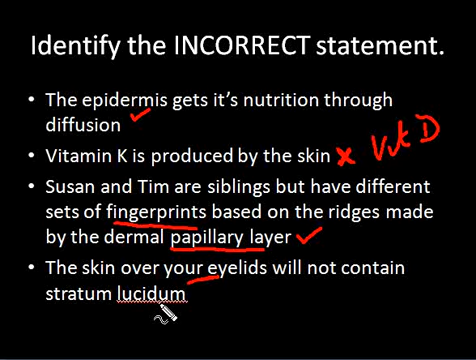 Identify the INCORRECT statement.
• The epidermis gets it's nutrition through
diffusion
• Vitamin K is produced by the skin Vit D
• Susan and Tim are siblings but have different
sets of fingerprints based on the ridges made
by the dermal papillary layer
• The skin over your eyelids will not contain
stratum lucidum